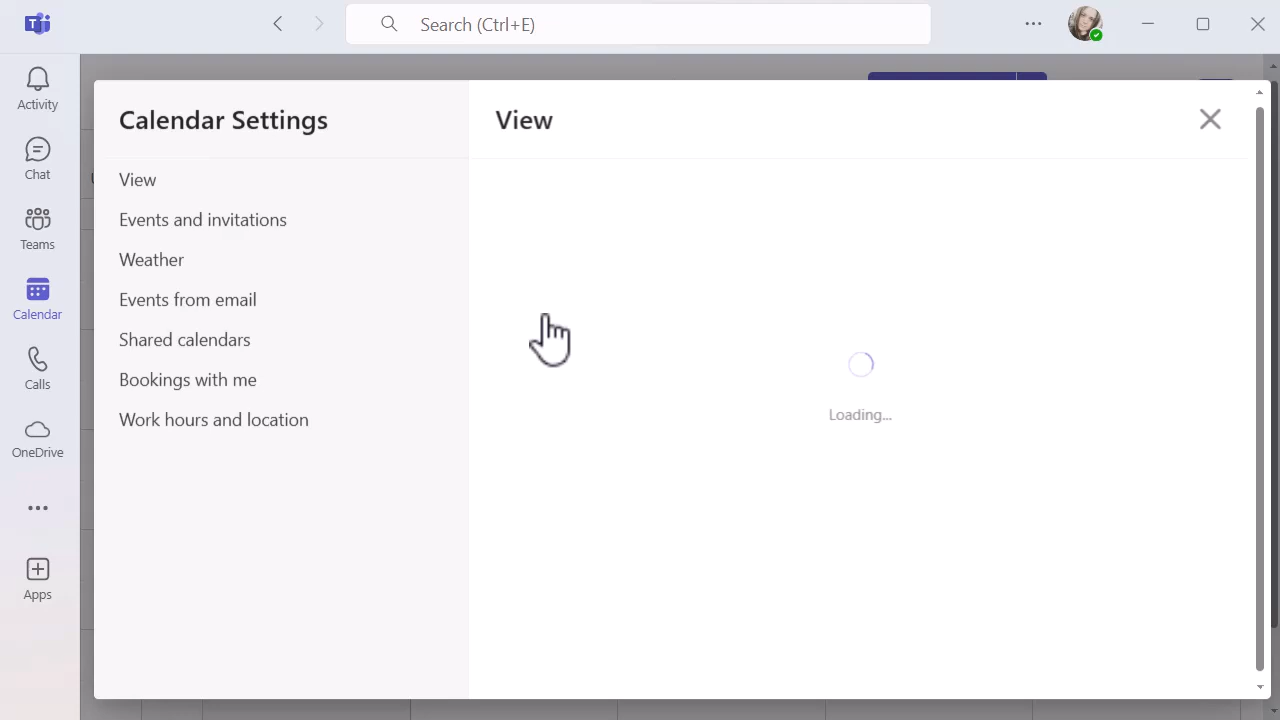 Search (Ctrl+E)
Activity
Chat
Teams
Calendar
Calls
OneDrive
Apps
Calendar Settings
View
Events and invitations
Weather
Events from email
Shared calendars
Bookings with me
Work hours and location
View
Loading...